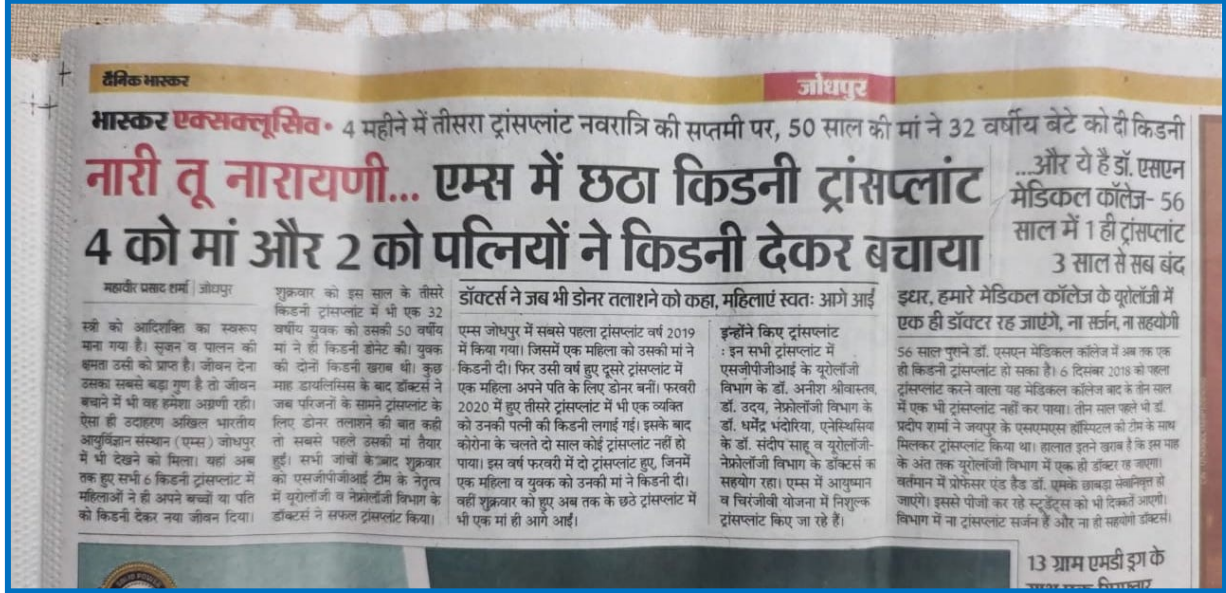 दैनिक भास्कर
जोधपुर
भास्कर एक्सक्लूसिव • 4 महीने में तीसरा ट्रांसप्लांट नवरात्रि की सप्तमी पर, 50 साल की मां ने 32 वर्षीय बेटे को दी किडनी
नारी तू नारायणी... एम्स में छठा किडनी ट्रांसप्लांट
4 को मां और 2 को पत्नियों ने किडनी देकर बचाया
महावीर प्रसाद शर्मा | जोधपुर
स्त्री को आदिशक्ति का स्वरूप
माना गया है। सृजन व पालन की
क्षमता उसी को प्राप्त है। जीवन देना
उसका सबसे बड़ा गुण है तो जीवन
बचाने में भी वह हमेशा अग्रणी रही।
ऐसा ही उदाहरण अखिल भारतीय
आयुर्विज्ञान संस्थान (एम्स) जोधपुर
में भी देखने को मिला। यहां अब
तक हुए सभी 6 किडनी ट्रांसप्लांट में
महिलाओं ने ही अपने बच्चों या पति
को किडनी देकर नया जीवन दिया।
शुक्रवार को इस साल के तीसरे
किडनी ट्रांसप्लांट में भी एक 32
वर्षीय युवक को उसकी 50 वर्षीय
मां ने ही किडनी डोनेट की। युवक
की दोनों किडनी खराब थी। कुछ
माह डायलिसिस के बाद डॉक्टर्स ने
जब परिजनों के सामने ट्रांसप्लांट के
लिए डोनर तलाशने की बात कही
तो सबसे पहले उसकी मां तैयार
हुई। सभी जांचों के बाद शुक्रवार
को एसजीपीजीआई टीम के नेतृत्व
में यूरोलॉजी व नेफ्रोलॉजी विभाग के
डॉक्टर्स ने सफल ट्रांसप्लांट किया।
डॉक्टर्स ने जब भी डोनर तलाशने को कहा, महिलाएं स्वतः आगे आईं
एम्स जोधपुर में सबसे पहला ट्रांसप्लांट वर्ष 2019
में किया गया। जिसमें एक महिला को उसकी मां ने
किडनी दी। फिर उसी वर्ष हुए दूसरे ट्रांसप्लांट में
एक महिला अपने पति के लिए डोनर बनीं। फरवरी
2020 में हुए तीसरे ट्रांसप्लांट में भी एक व्यक्ति
को उनकी पत्नी की किडनी लगाई गई। इसके बाद
कोरोना के चलते दो साल कोई ट्रांसप्लांट नहीं हो
पाया। इस वर्ष फरवरी में दो ट्रांसप्लांट हुए, जिनमें
एक महिला व युवक को उनकी मां ने किडनी दी।
वहीं शुक्रवार को हुए अब तक के छठे ट्रांसप्लांट में
भी एक मां ही आगे आईं।
इन्होंने किए ट्रांसप्लांट
: इन सभी ट्रांसप्लांट में
एसजीपीजीआई के यूरोलॉजी
विभाग के डॉ. अनीश श्रीवास्तव,
डॉ. उदय, नेफ्रोलॉजी विभाग के
डॉ. धर्मेंद्र भंदोरिया, एनेस्थिसिया
के डॉ. संदीप साहू व यूरोलॉजी-
नेफ्रोलॉजी विभाग के डॉक्टर्स का
सहयोग रहा। एम्स में आयुष्मान
व चिरंजीवी योजना में निशुल्क
ट्रांसप्लांट किए जा रहे हैं।
...और ये है डॉ. एसएन
मेडिकल कॉलेज- 56
साल में 1 ही ट्रांसप्लांट
3 साल से सब बंद
इधर, हमारे मेडिकल कॉलेज के यूरोलॉजी में
एक ही डॉक्टर रह जाएंगे, ना सर्जन, ना सहयोगी
56 साल पुराने डॉ. एसएन मेडिकल कॉलेज में अब तक एक
ही किडनी ट्रांसप्लांट हो सका है। 6 दिसंबर 2018 को पहला
ट्रांसप्लांट करने वाला यह मेडिकल कॉलेज बाद के तीन साल
में एक भी ट्रांसप्लांट नहीं कर पाया। तीन साल पहले भी डॉ.
प्रदीप शर्मा ने जयपुर के एसएमएस हॉस्पिटल की टीम के साथ
मिलकर ट्रांसप्लांट किया था। हालात इतने खराब है कि इस माह
के अंत तक यूरोलॉजी विभाग में एक ही डॉक्टर रह जाएगा।
वर्तमान में प्रोफेसर एंड हैड डॉ. एमके छाबड़ा सेवानिवृत्त हो
जाएंगे। इससे पीजी कर रहे स्टूडेंट्स को भी दिक्कतें आएगी।
विभाग में ना ट्रांसप्लांट सर्जन हैं और ना ही सहयोगी डॉक्टर्स।
13 ग्राम एमडी ड्रग के